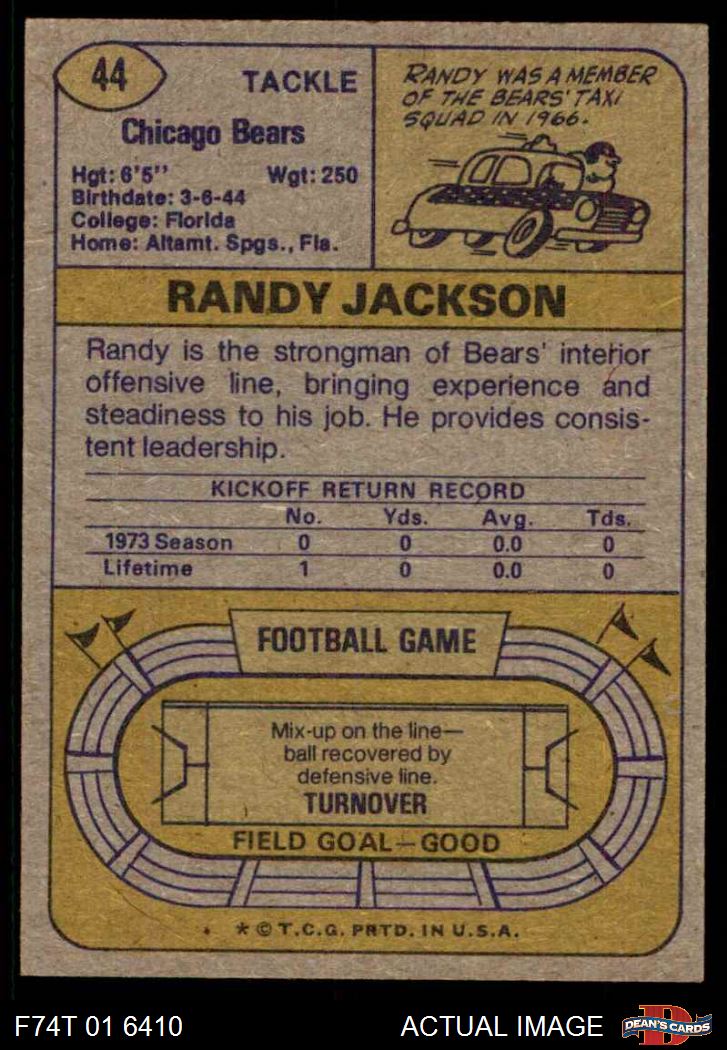 44
TACKLE
Chicago Bears
Hgt: 6'5" Wgt: 250
Birthdate: 3-6-44
College: Florida
Home: Altamt. Spgs., Fla.
RANDY WAS A MEMBER
OF THE BEARS' TAXI
SQUAD IN 1966.
RANDY JACKSON
Randy is the strongman of Bears' interior
offensive line, bringing experience and
steadiness to his job. He provides consis-
tent leadership.
KICKOFF RETURN RECORD
No. Yds. Avg. Tds.
1973 Season 0 0 0.0 0
Lifetime 1 0 0.0 0
FOOTBALL GAME
Mix-up on the line—
ball recovered by
defensive line.
TURNOVER
FIELD GOAL—GOOD
* © T.C.G. PRTD. IN U.S.A.
F74T 01 6410 ACTUAL IMAGE
D
DEAN'S CARDS